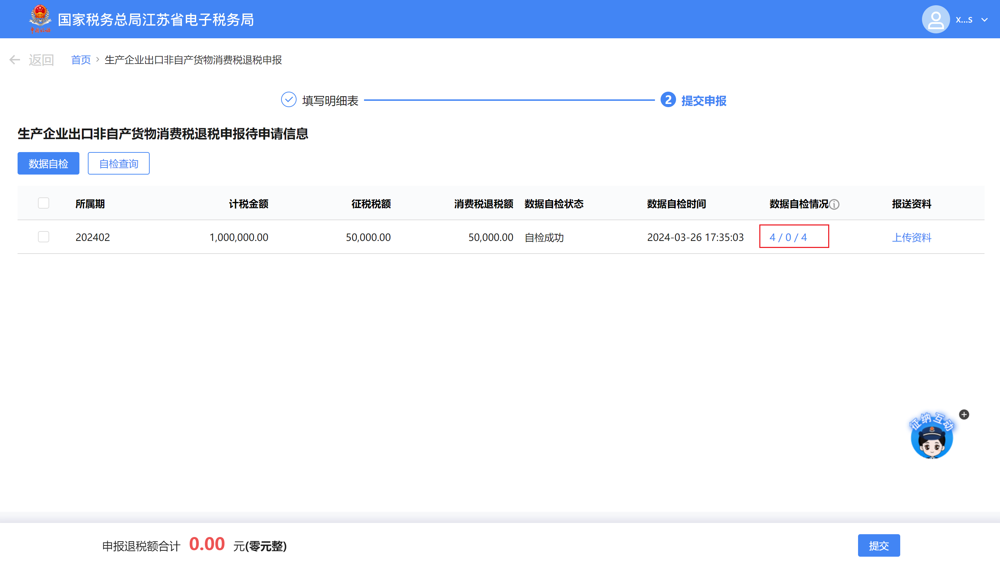 中国税务
国家税务总局江苏省电子税务局
X...S
返回 首页 > 生产企业出口非自产货物消费税退税申报
填写明细表 2 提交申报
生产企业出口非自产货物消费税退税申报待申请信息
数据自检 自检查询
所属期 计税金额 征税税额 消费税退税额 数据自检状态 数据自检时间 数据自检情况 报送资料
202402 1,000,000.00 50,000.00 50,000.00 自检成功 2024-03-26 17:35:03 4 / 0 / 4 上传资料
征纳互动
申报退税额合计 0.00 元(零元整) 提交